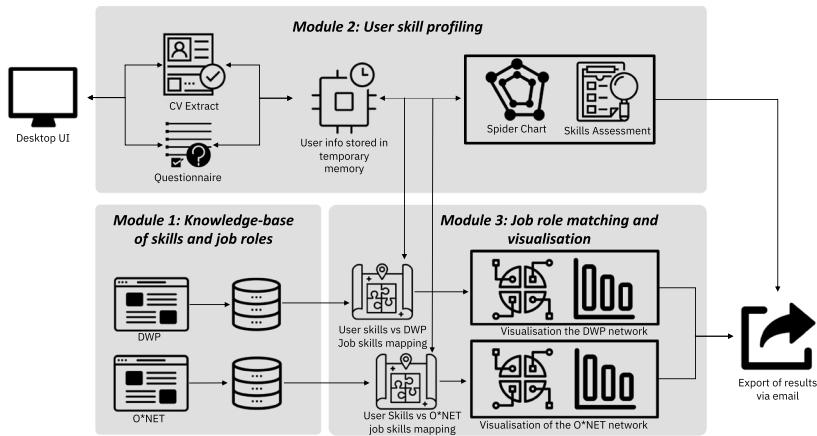 Module 2: User skill profiling
Desktop UI
CV Extract
Questionnaire
User info stored in
temporary
memory
Spider Chart
Skills Assessment
Module 1: Knowledge-base
of skills and job roles
DWP
O*NET
Module 3: Job role matching and
visualisation
User skills vs DWP
Job skills mapping
Visualisation the DWP network
User Skills vs O*NET
job skills mapping
Visualisation of the O*NET network
Export of results
via email